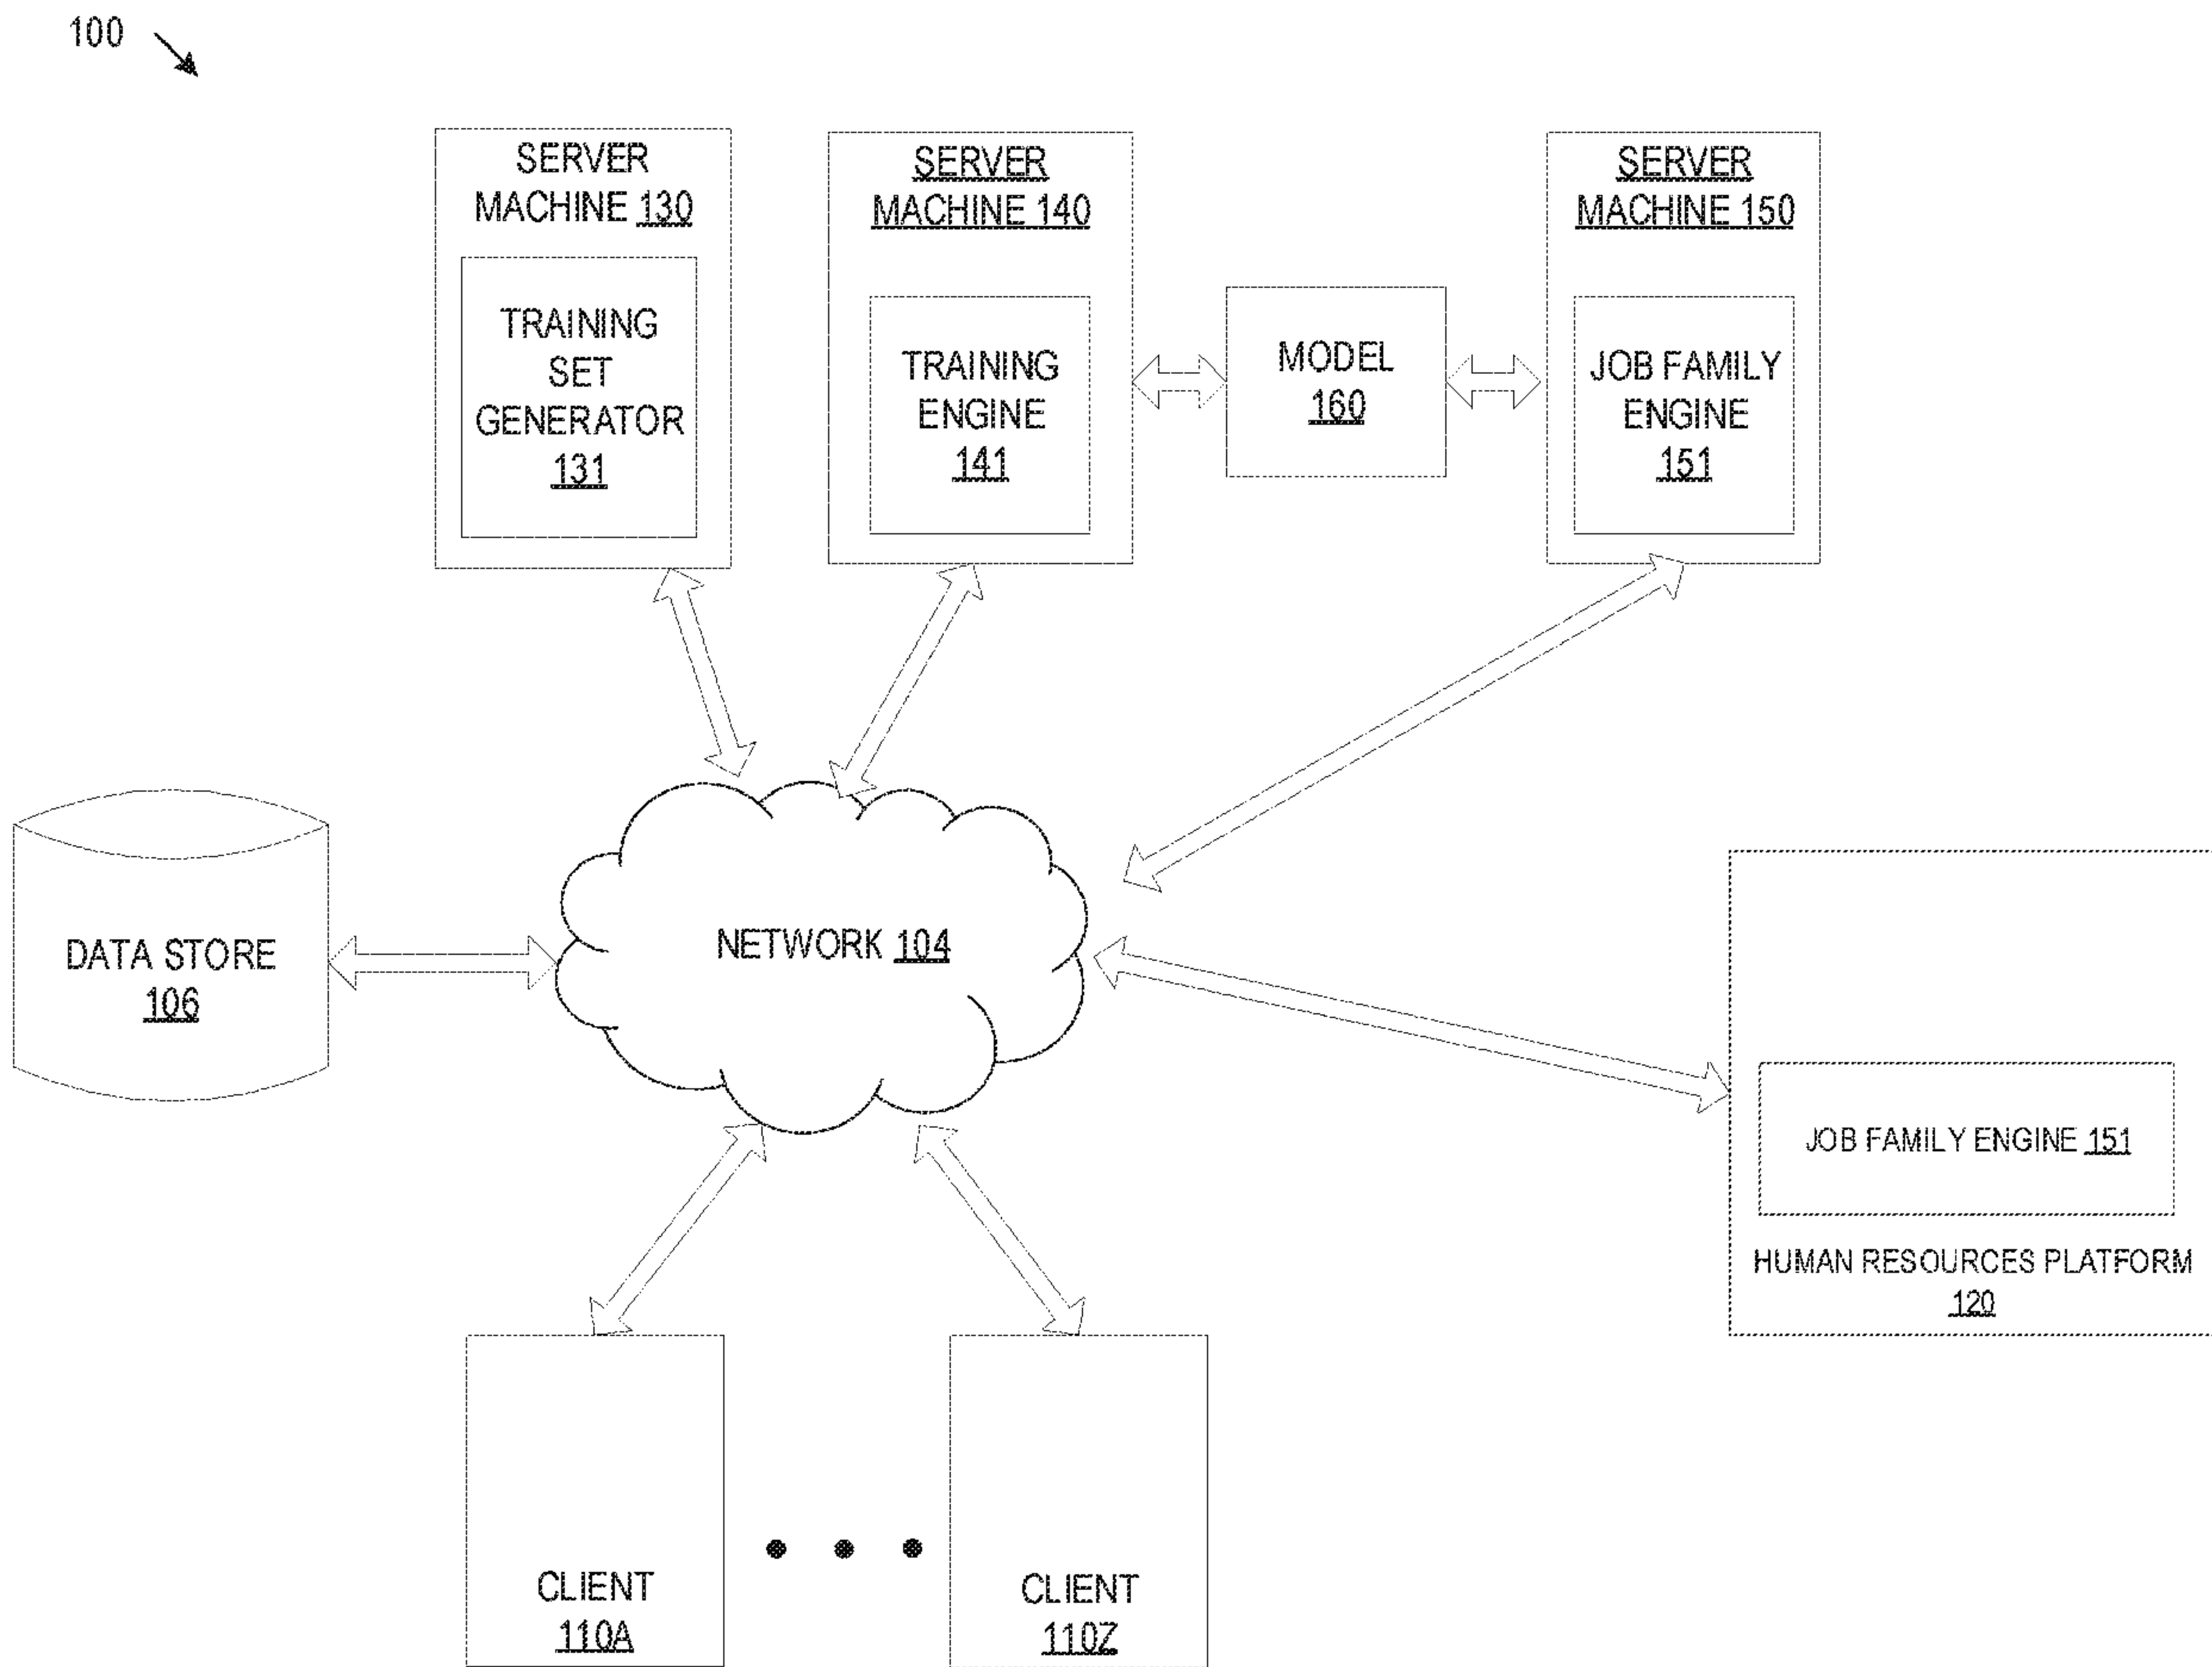 100
SERVER
MACHINE 130
TRAINING
SET
GENERATOR
131
SERVER
MACHINE 140
TRAINING
ENGINE
141
MODEL
160
SERVER
MACHINE 150
JOB FAMILY
ENGINE
151
DATA STORE
106
NETWORK 104
JOB FAMILY ENGINE 151
HUMAN RESOURCES PLATFORM
120
CLIENT
110A
CLIENT
110Z